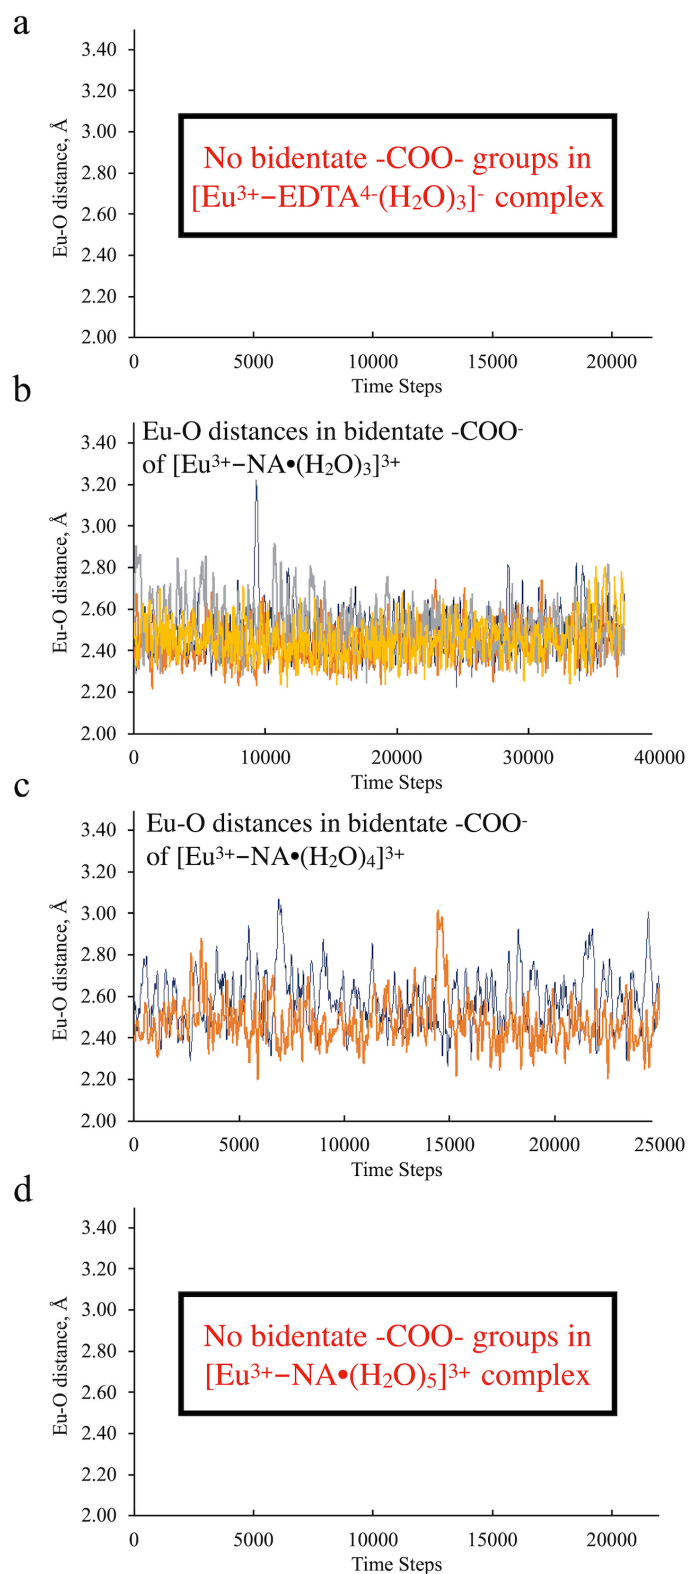 a
3.40
3.20
3.00
2.80
2.60
2.40
2.20
2.00
Eu-O distance, Å
No bidentate -COO- groups in
[Eu³⁺–EDTA⁴⁻(H₂O)₃]⁻ complex
0 5000 10000 15000 20000
Time Steps
b
3.40
3.20
3.00
2.80
2.60
2.40
2.20
2.00
Eu-O distance, Å
Eu-O distances in bidentate -COO⁻
of [Eu³⁺–NA•(H₂O)₃]³⁺
0 10000 20000 30000 40000
Time Steps
c
3.40
3.20
3.00
2.80
2.60
2.40
2.20
2.00
Eu-O distance, Å
Eu-O distances in bidentate -COO⁻
of [Eu³⁺–NA•(H₂O)₄]³⁺
0 5000 10000 15000 20000 25000
Time Steps
d
3.40
3.20
3.00
2.80
2.60
2.40
2.20
2.00
Eu-O distance, Å
No bidentate -COO- groups in
[Eu³⁺–NA•(H₂O)₅]³⁺ complex
0 5000 10000 15000 20000
Time Steps